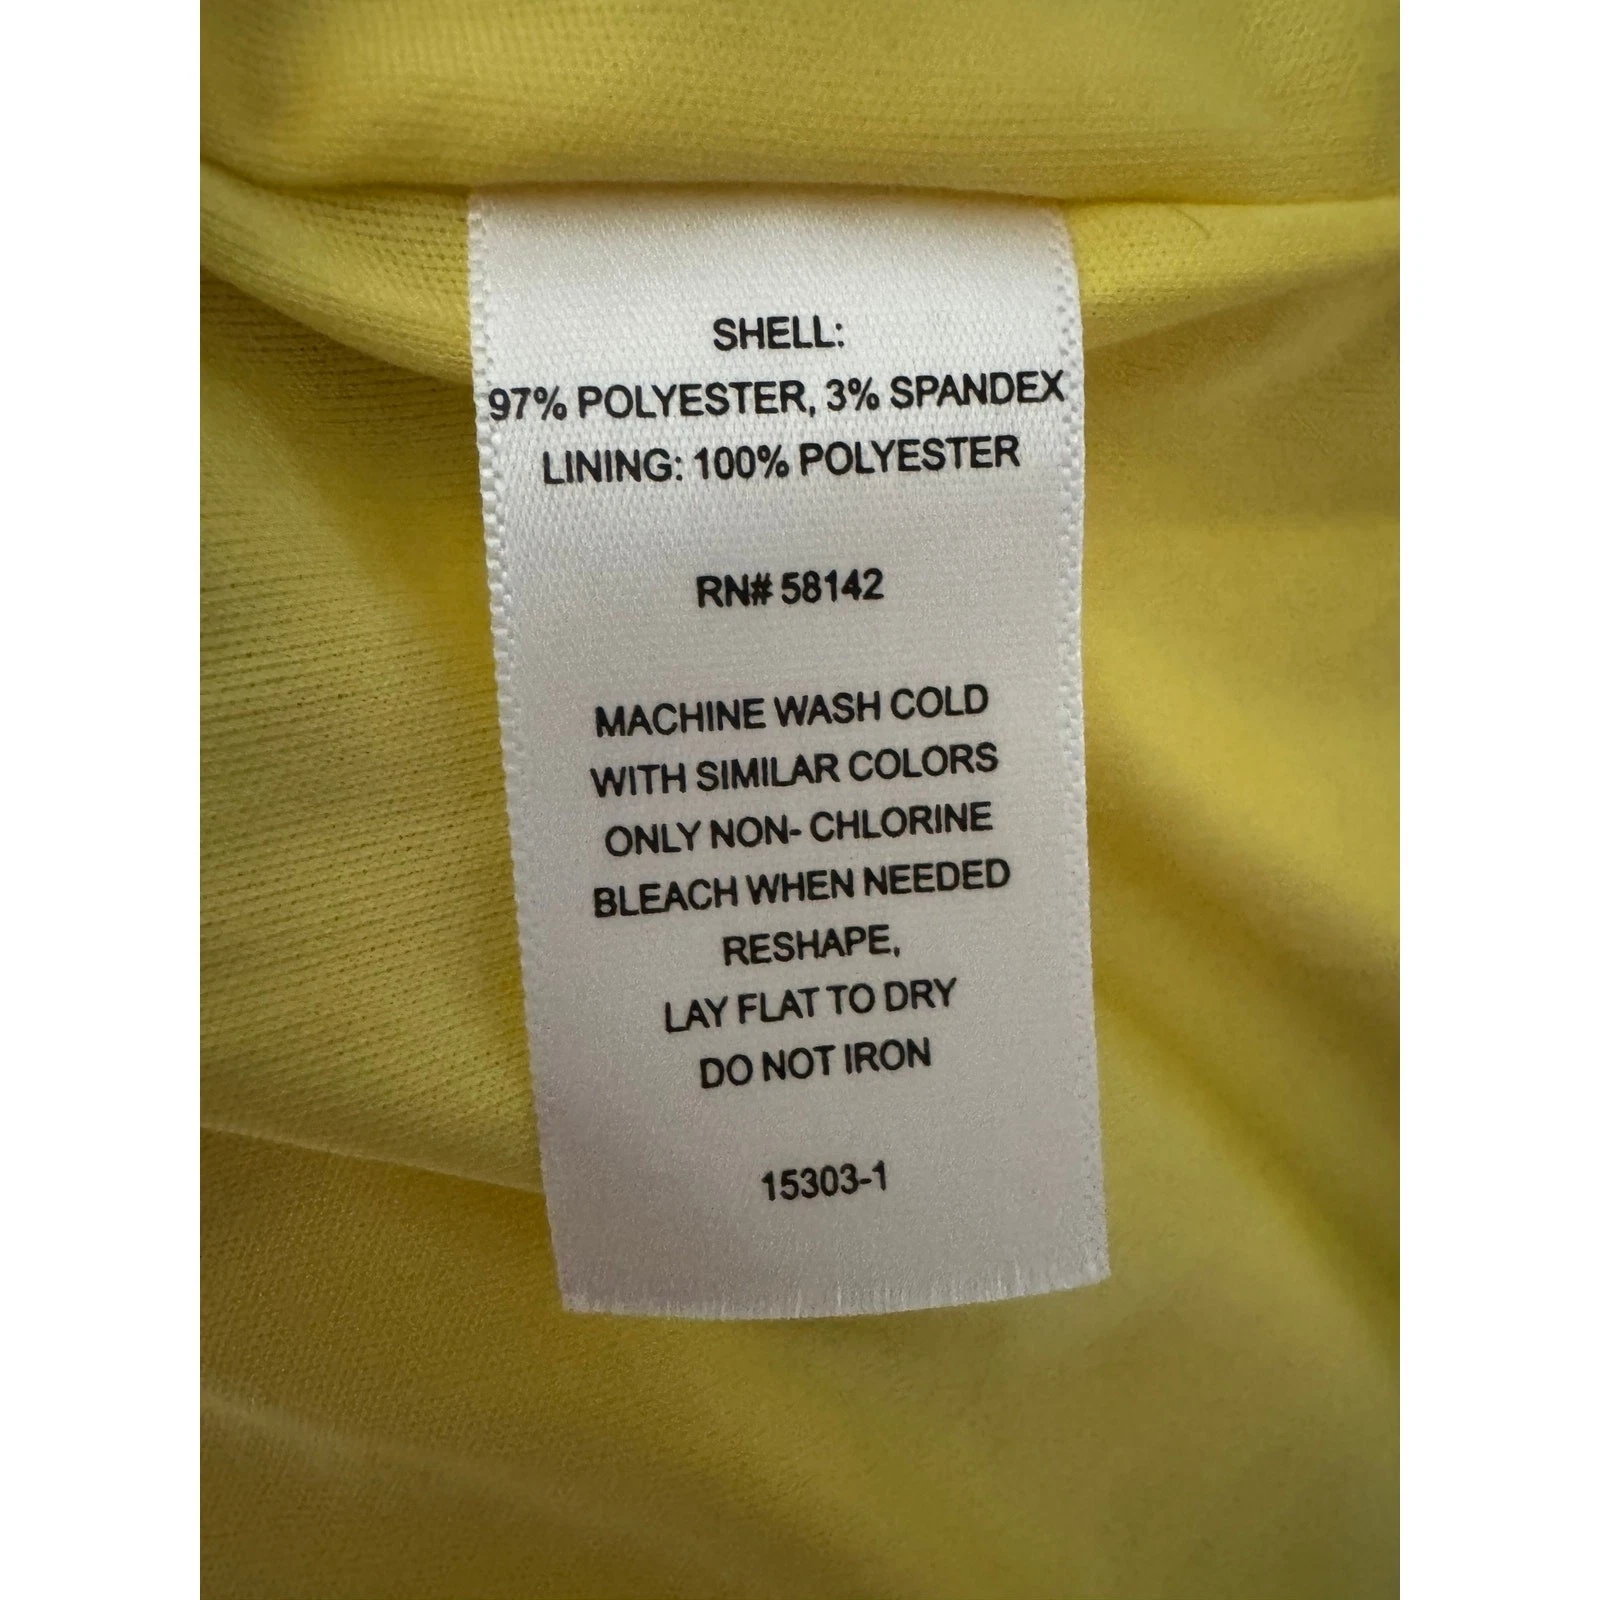 SHELL:
97% POLYESTER, 3% SPANDEX
LINING: 100% POLYESTER
RN# 58142
MACHINE WASH COLD
WITH SIMILAR COLORS
ONLY NON- CHLORINE
BLEACH WHEN NEEDED
RESHAPE,
LAY FLAT TO DRY
DO NOT IRON
15303-1